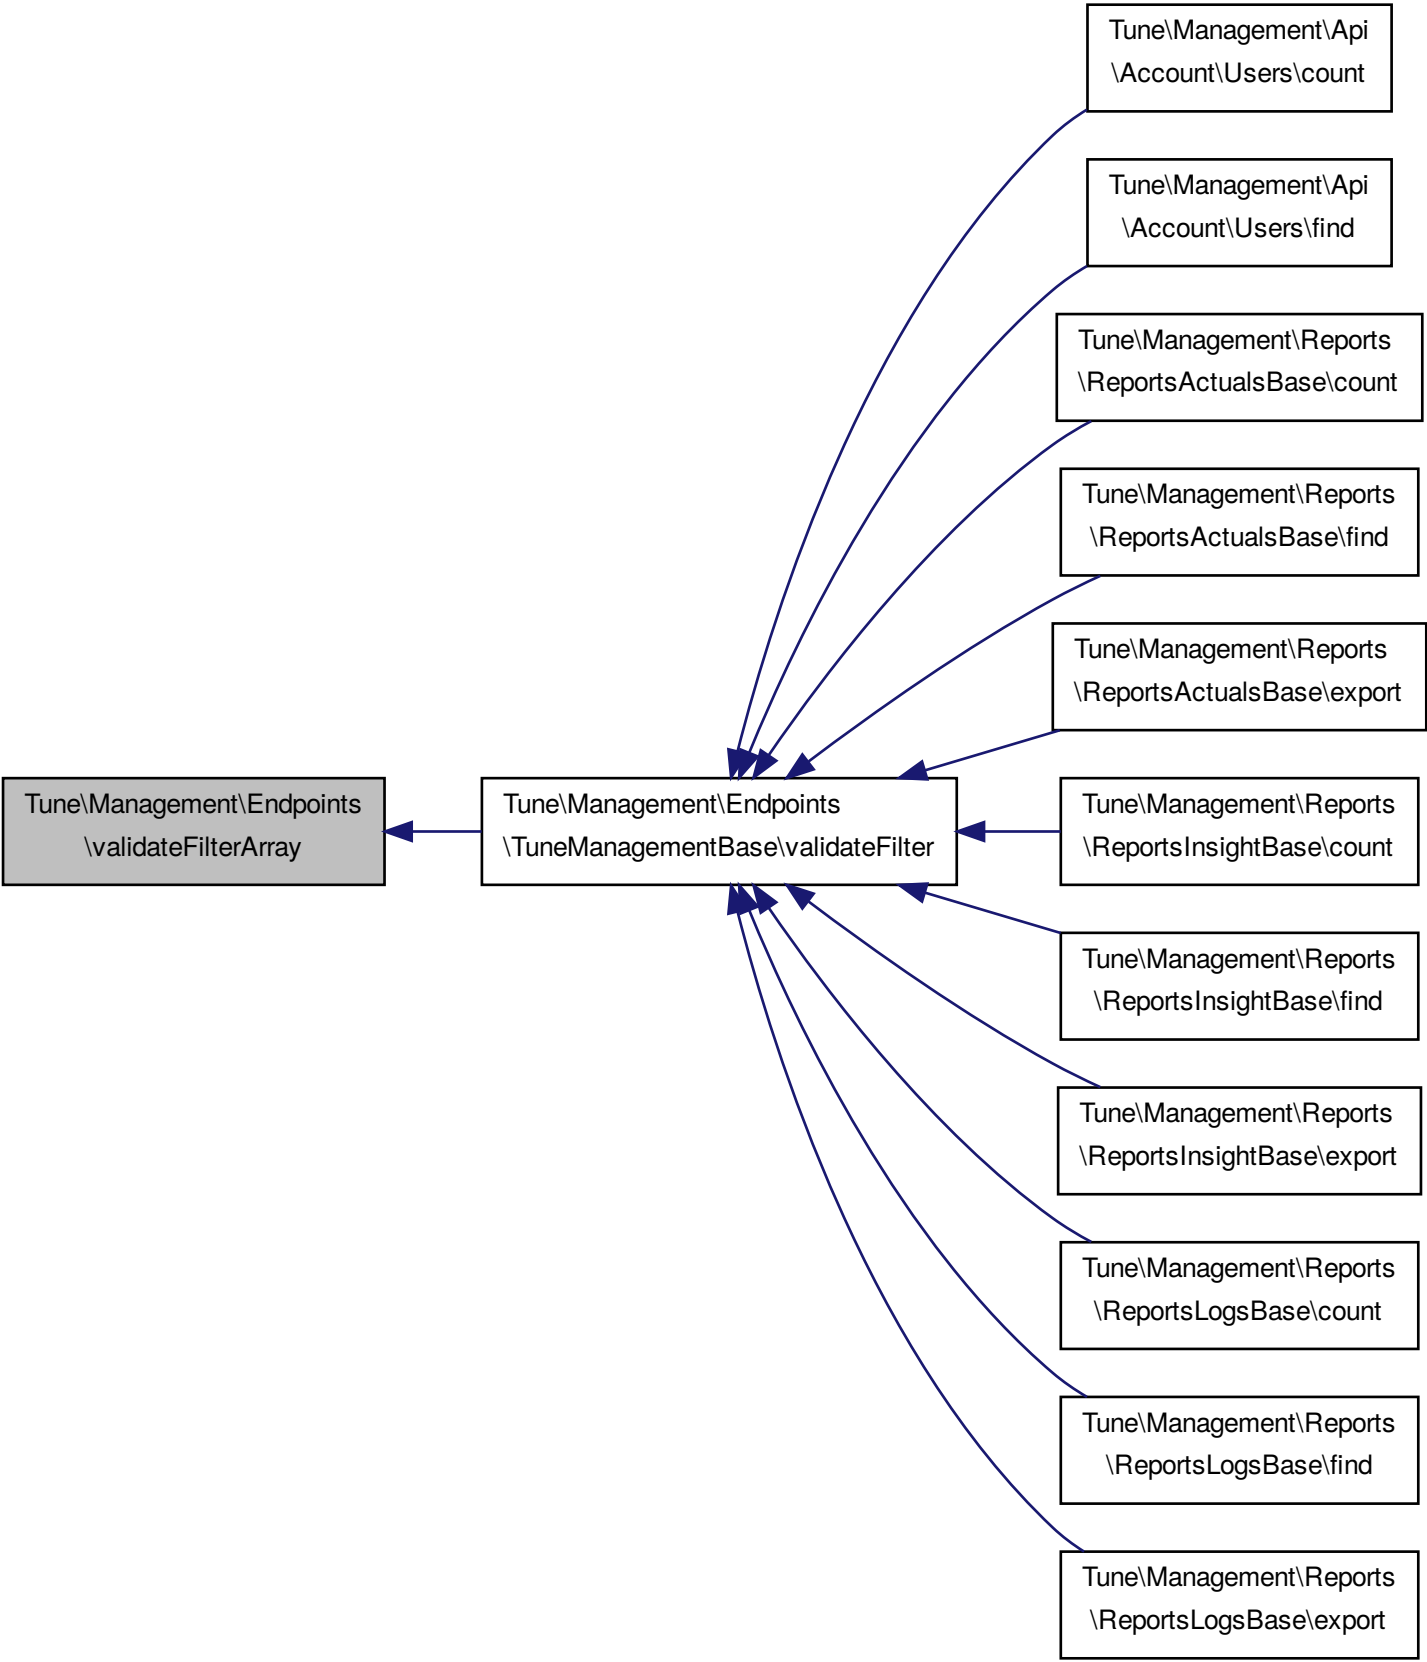 Tune\Management\Api
\Account\Users\count
Tune\Management\Api
\Account\Users\find
Tune\Management\Reports
\ReportsActualsBase\count
Tune\Management\Reports
\ReportsActualsBase\find
Tune\Management\Reports
\ReportsActualsBase\export
Tune\Management\Endpoints
\validateFilterArray
Tune\Management\Endpoints
\TuneManagementBase\validateFilter
Tune\Management\Reports
\ReportsInsightBase\count
Tune\Management\Reports
\ReportsInsightBase\find
Tune\Management\Reports
\ReportsInsightBase\export
Tune\Management\Reports
\ReportsLogsBase\count
Tune\Management\Reports
\ReportsLogsBase\find
Tune\Management\Reports
\ReportsLogsBase\export